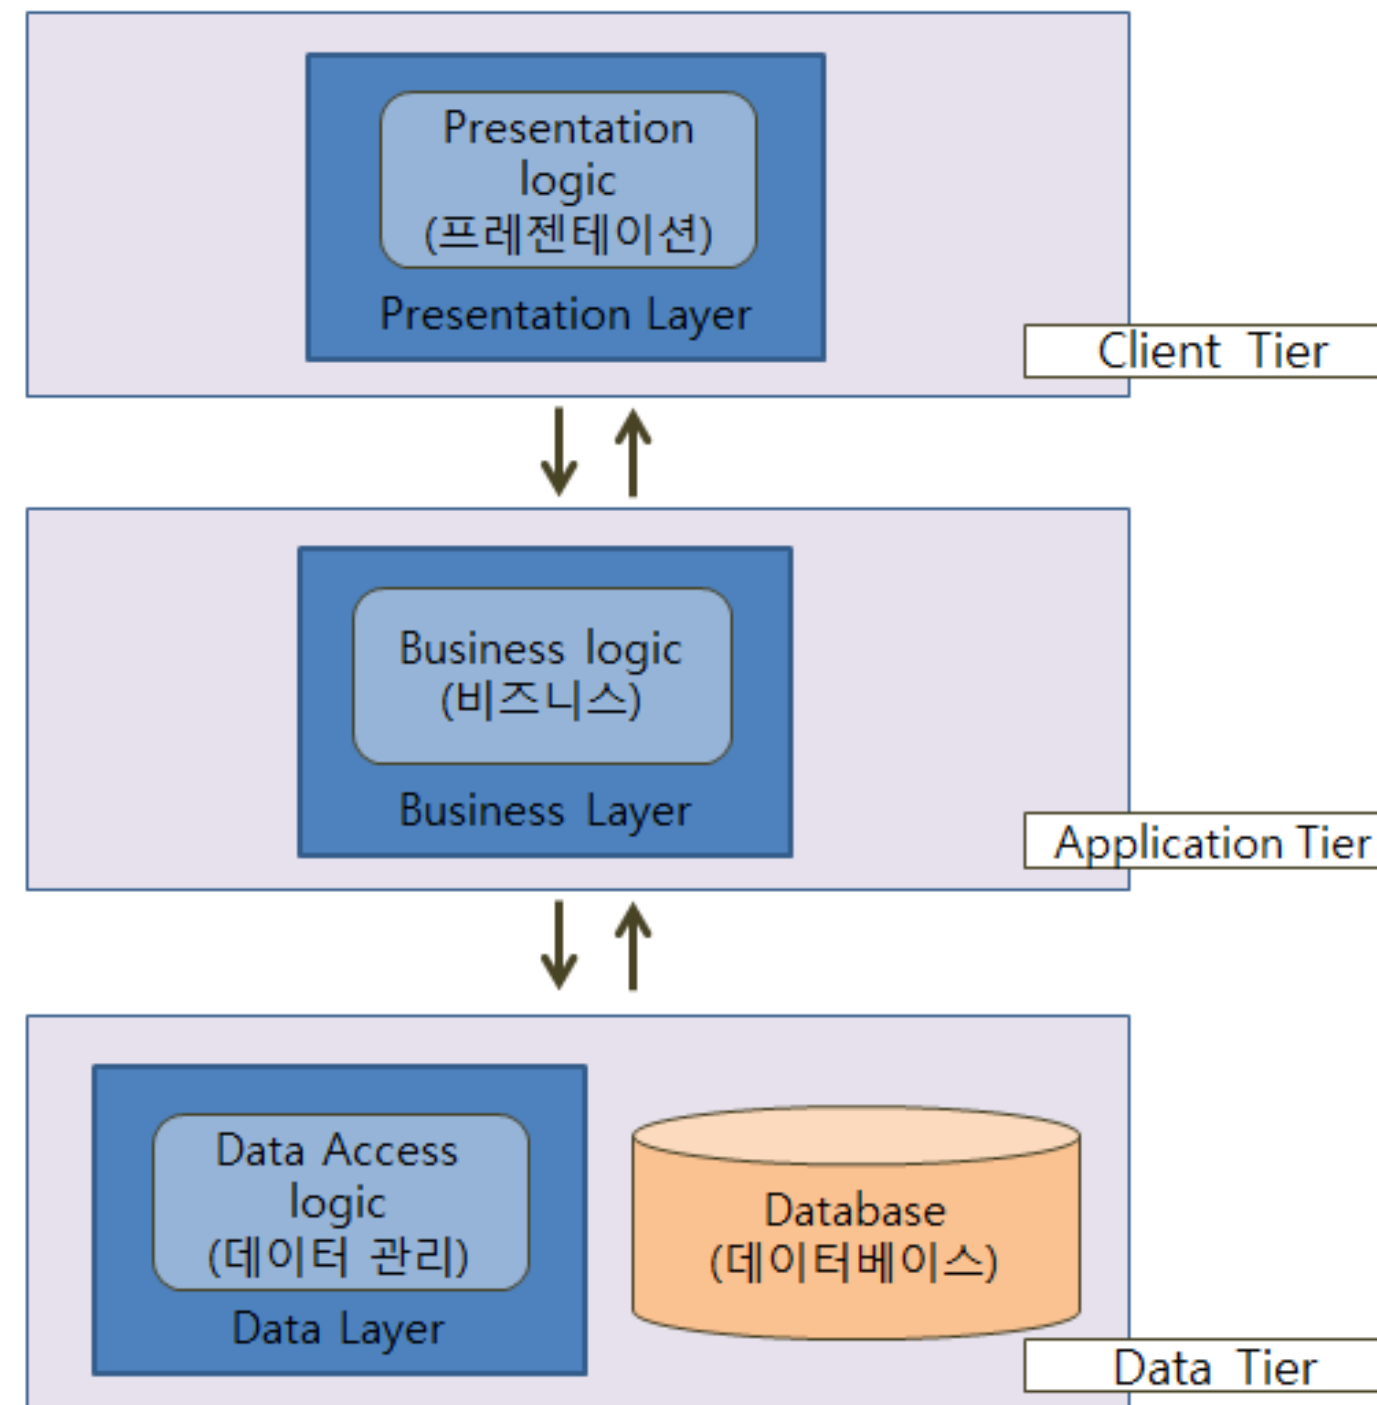 Presentation
logic
(프레젠테이션)
Presentation Layer
Client Tier
Business logic
(비즈니스)
Business Layer
Application Tier
Data Access
logic
(데이터 관리)
Data Layer
Database
(데이터베이스)
Data Tier